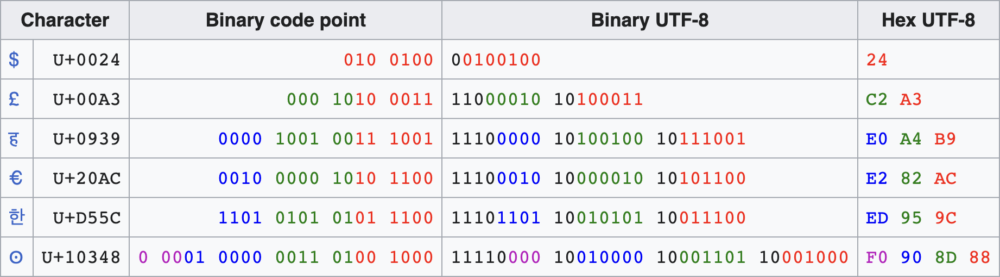 Character Binary code point Binary UTF-8 Hex UTF-8
$ U+0024 010 0100 00100100 24
£ U+00A3 000 1010 0011 11000010 10100011 C2 A3
ह U+0939 0000 1001 0011 1001 11100000 10100100 10111001 E0 A4 B9
€ U+20AC 0010 0000 1010 1100 11100010 10000010 10101100 E2 82 AC
한 U+D55C 1101 0101 0101 1100 11101101 10010101 10011100 ED 95 9C
𐍈 U+10348 0 0001 0000 0011 0100 1000 11110000 10010000 10001101 10001000 F0 90 8D 88